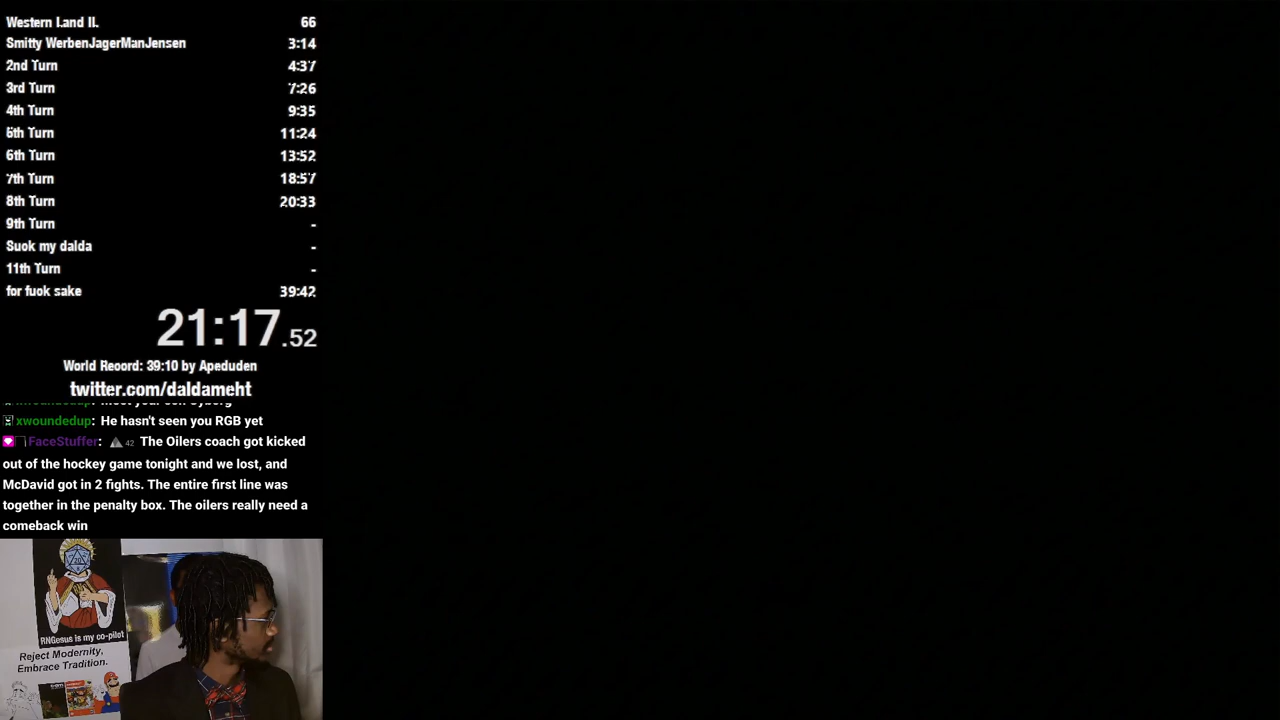 Western Land II.
66
Smitty WerbenJagerManJensen
3:14
2nd Turn
4:37
3rd Turn
7:26
4th Turn
9:35
5th Turn
11:24
6th Turn
13:52
7th Turn
18:57
8th Turn
20:33
9th Turn
-
Suok my dalda
-
11th Turn
-
for fuok sake
39:42
21:17.52
World Reoord: 39:10 by Apeduden
twitter.com/daldameht
xwoundedup: He hasn't seen you RGB yet
FaceStuffer: 42 The Oilers coach got kicked
out of the hockey game tonight and we lost, and
McDavid got in 2 fights. The entire first line was
together in the penalty box. The oilers really need a
comeback win
RNGesus is my co-pilot
Reject Modernity,
Embrace Tradition.